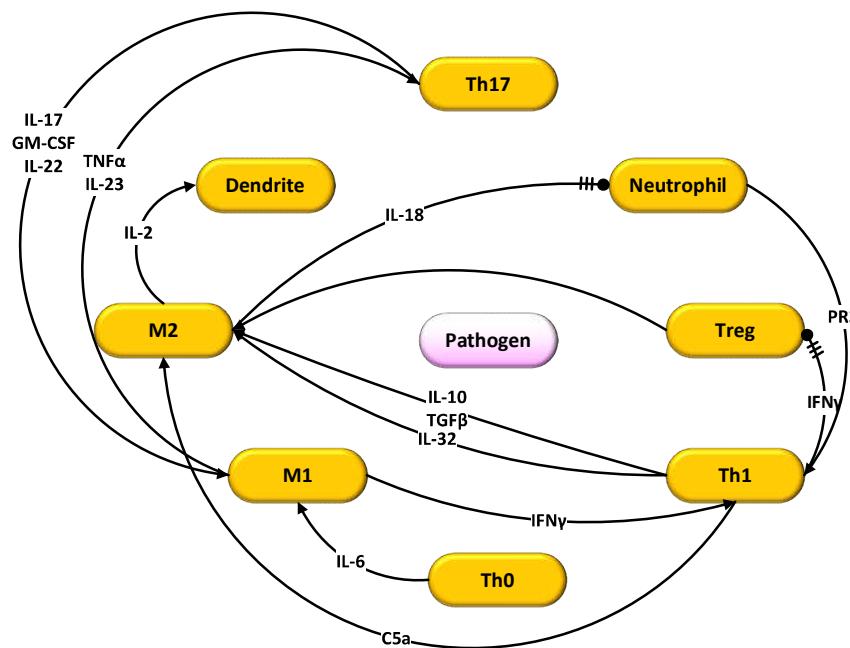 Th17
IL-17
GM-CSF
IL-22
TNFα
IL-23
Dendrite
Neutrophil
IL-2
IL-18
M2
Pathogen
Treg
IL-10
TGFβ
IL-32
IFNγ
M1
Th1
IFNγ
IL-6
Th0
C5a